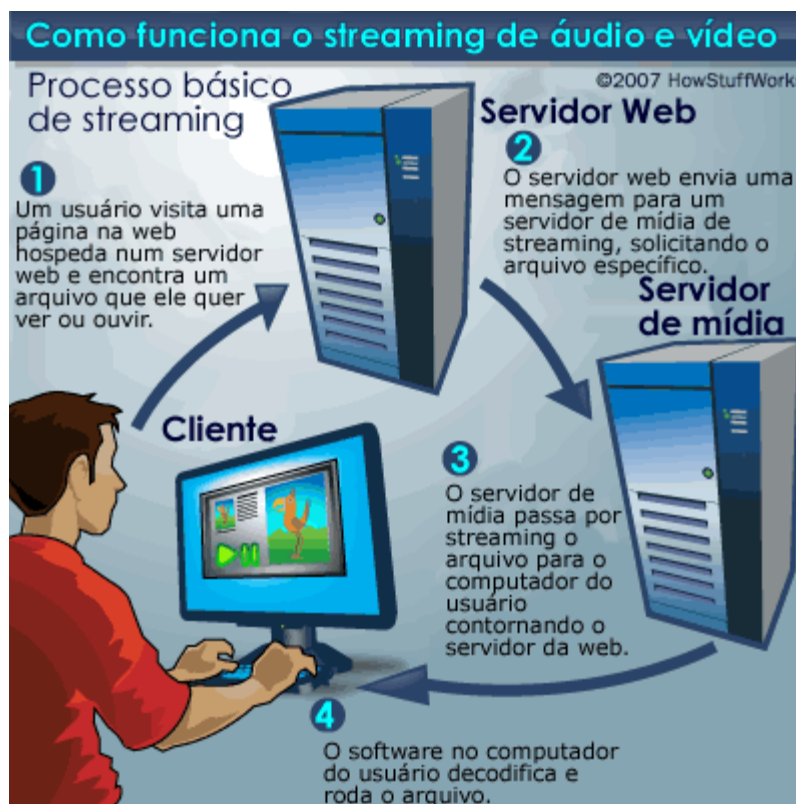 Como funciona o streaming de áudio e vídeo
Processo básico
de streaming
©2007 HowStuffWork
Servidor Web
1
Um usuário visita uma
página na web
hospeda num servidor
web e encontra um
arquivo que ele quer
ver ou ouvir.
2
O servidor web envia uma
mensagem para um
servidor de mídia de
streaming, solicitando o
arquivo específico.
Servidor
de mídia
Cliente
3
O servidor de
mídia passa por
streaming o
arquivo para o
computador do
usuário
contornando o
servidor da web.
4
O software no computador
do usuário decodifica e
roda o arquivo.